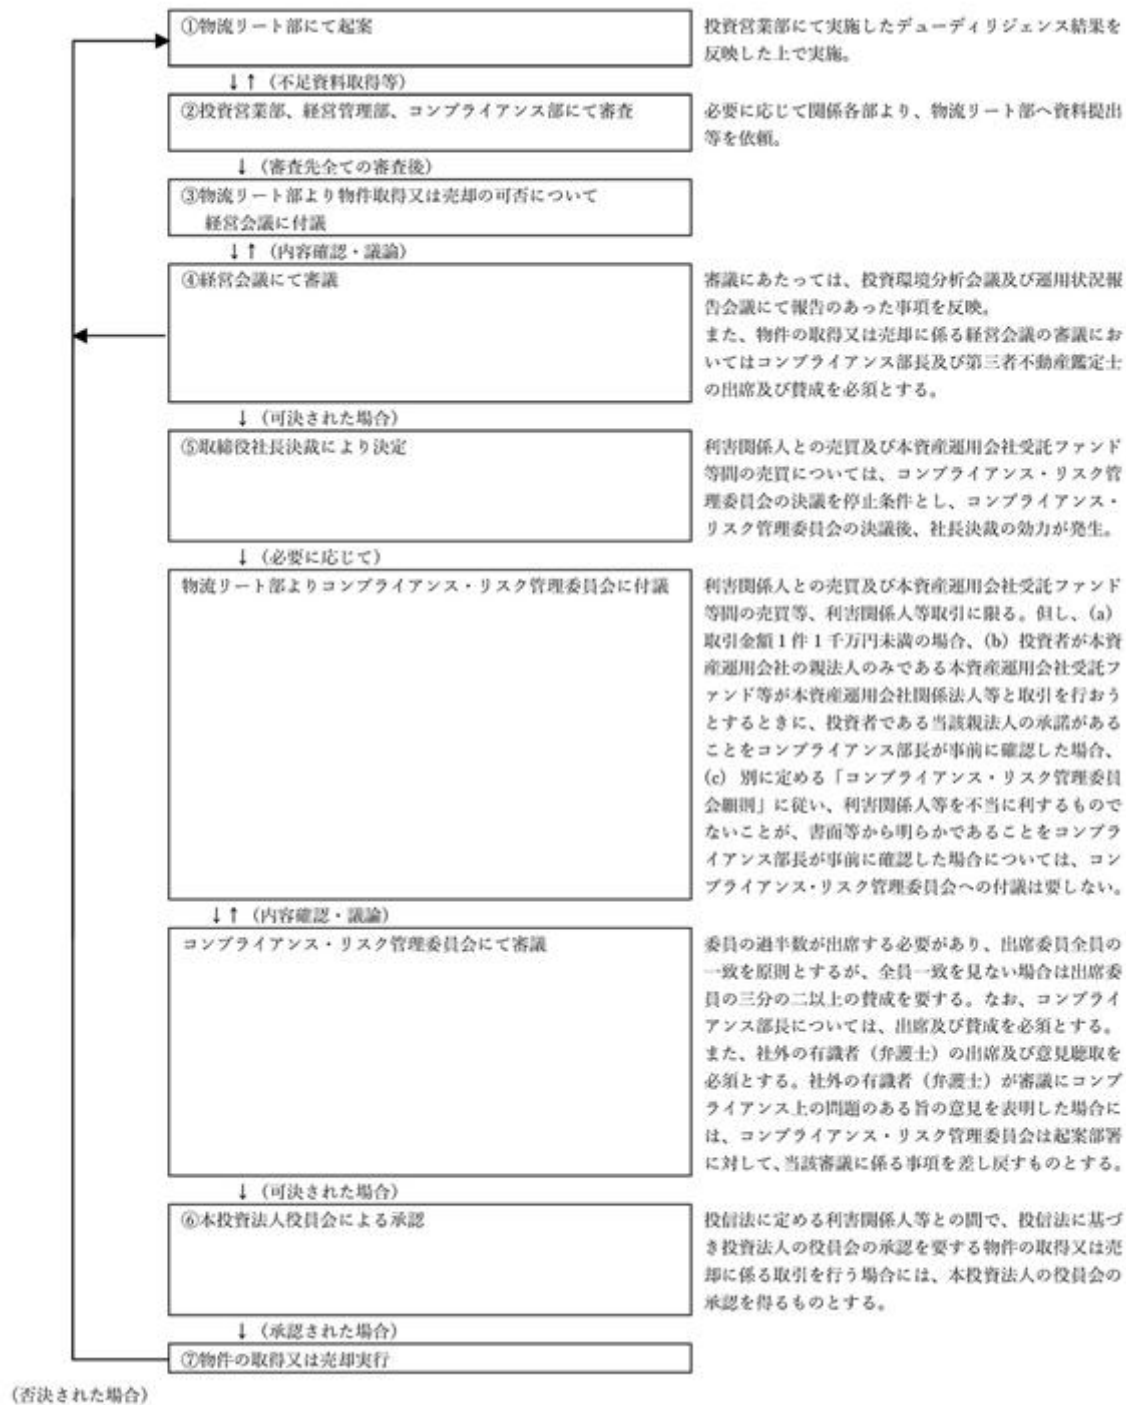 ①物流リート部にて起案
投資営業部にて実施したデューディリジェンス結果を
反映した上で実施。
↓↑（不足資料取得等）
②投資営業部、経営管理部、コンプライアンス部にて審査
必要に応じて関係各部より、物流リート部へ資料提出
等を依頼。
↓（審査先全ての審査後）
③物流リート部より物件取得又は売却の可否について
経営会議に付議
↓↑（内容確認・議論）
④経営会議にて審議
審議にあたっては、投資環境分析会議及び運用状況報
告会議にて報告のあった事項を反映。
また、物件の取得又は売却に係る経営会議の審議にお
いてはコンプライアンス部長及び第三者不動産鑑定士
の出席及び賛成を必須とする。
↓（可決された場合）
⑤取締役社長決裁により決定
利害関係人との売買及び本資産運用会社受託ファンド
等間の売買については、コンプライアンス・リスク管
理委員会の決議を停止条件とし、コンプライアンス・
リスク管理委員会の決議後、社長決裁の効力が発生。
↓（必要に応じて）
物流リート部よりコンプライアンス・リスク管理委員会に付議
利害関係人との売買及び本資産運用会社受託ファンド
等間の売買等、利害関係人等取引に限る。但し、(a)
取引金額1件1千万円未満の場合、(b) 投資者が本資
産運用会社の親法人のみである本資産運用会社受託フ
ァンド等が本資産運用会社関係法人等と取引を行おう
とするときに、投資者である当該親法人の承諾がある
ことをコンプライアンス部長が事前に確認した場合、
(c) 別に定める「コンプライアンス・リスク管理委員
会細則」に従い、利害関係人等を不当に利するもので
ないことが、書面等から明らかであることをコンプラ
イアンス部長が事前に確認した場合については、コン
プライアンス・リスク管理委員会への付議は要しない。
↓↑（内容確認・議論）
コンプライアンス・リスク管理委員会にて審議
委員の過半数が出席する必要があり、出席委員全員の
一致を原則とするが、全員一致を見ない場合は出席委
員の三分の二以上の賛成を要する。なお、コンプライ
アンス部長については、出席及び賛成を必須とする。
また、社外の有識者（弁護士）の出席及び意見聴取を
必須とする。社外の有識者（弁護士）が審議にコンプ
ライアンス上の問題のある旨の意見を表明した場合に
は、コンプライアンス・リスク管理委員会は起案部署
に対して、当該審議に係る事項を差し戻すものとする。
↓（可決された場合）
⑥本投資法人役員会による承認
投信法に定める利害関係人等との間で、投信法に基づ
き投資法人の役員会の承認を要する物件の取得又は売
却に係る取引を行う場合には、本投資法人の役員会の
承認を得るものとする。
↓（承認された場合）
⑦物件の取得又は売却実行
（否決された場合）